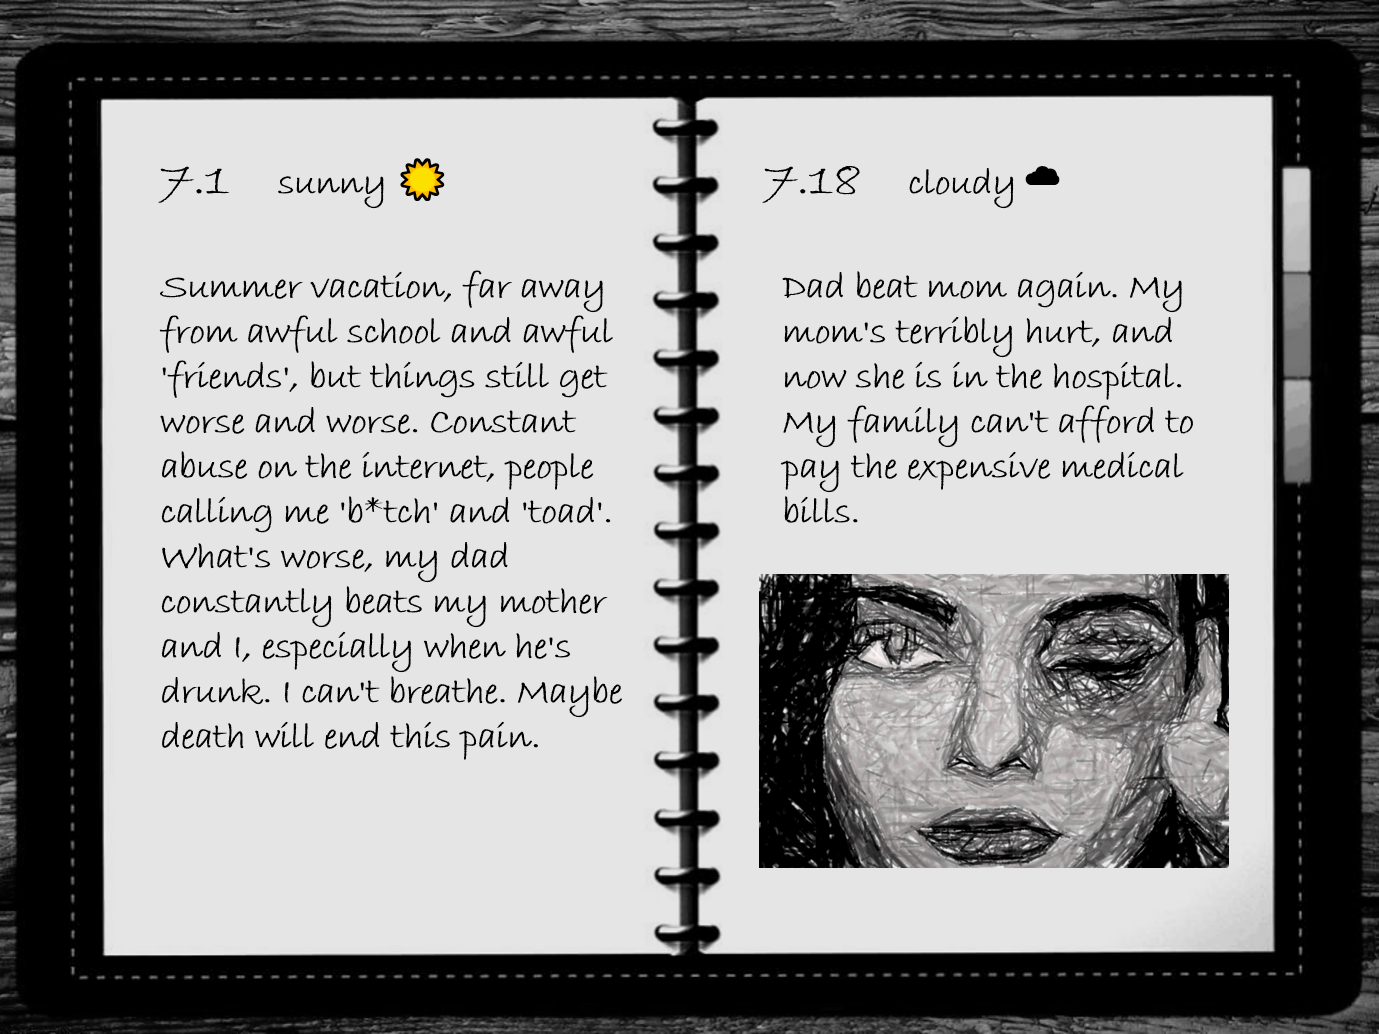 7.1 sunny
Summer vacation, far away
from awful school and awful
'friends', but things still get
worse and worse. Constant
abuse on the internet, people
calling me 'b*tch' and 'toad'.
What's worse, my dad
constantly beats my mother
and I, especially when he's
drunk. I can't breathe. Maybe
death will end this pain.
7.18 cloudy
Dad beat mom again. My
mom's terribly hurt, and
now she is in the hospital.
My family can't afford to
pay the expensive medical
bills.